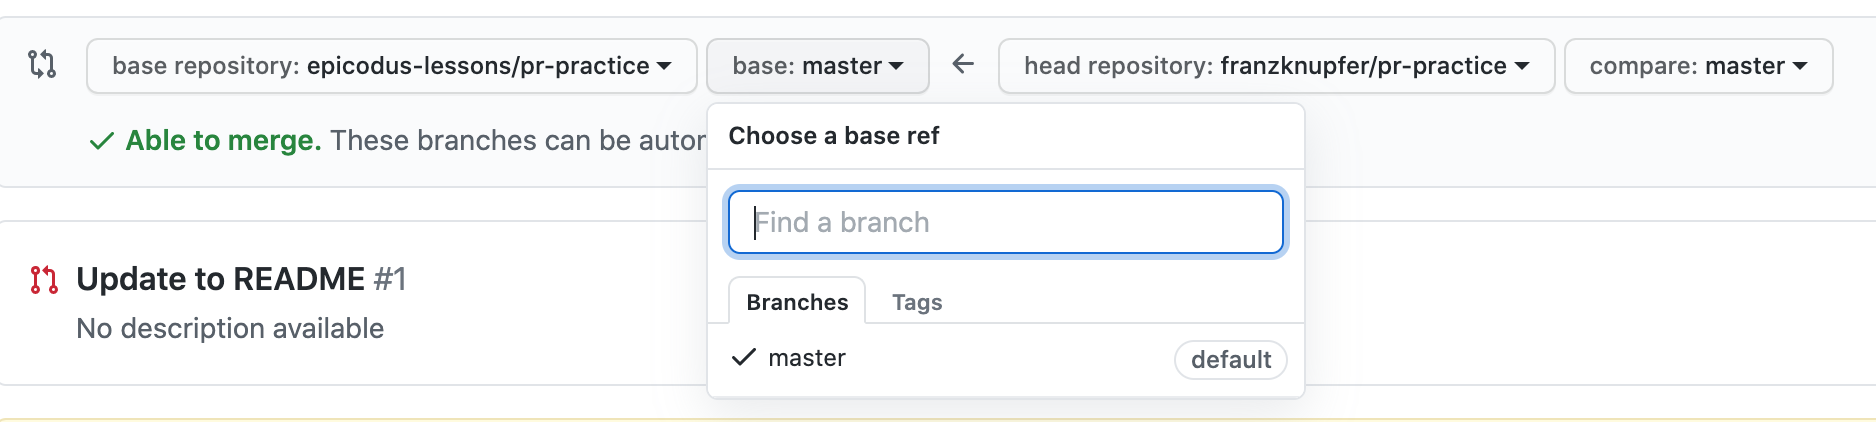 base repository: epicodus-lessons/pr-practice base: master head repository: franzknupfer/pr-practice compare: master
Able to merge. These branches can be
Choose a base ref
Find a branch
Update to README #1
Branches Tags
No description available
master default